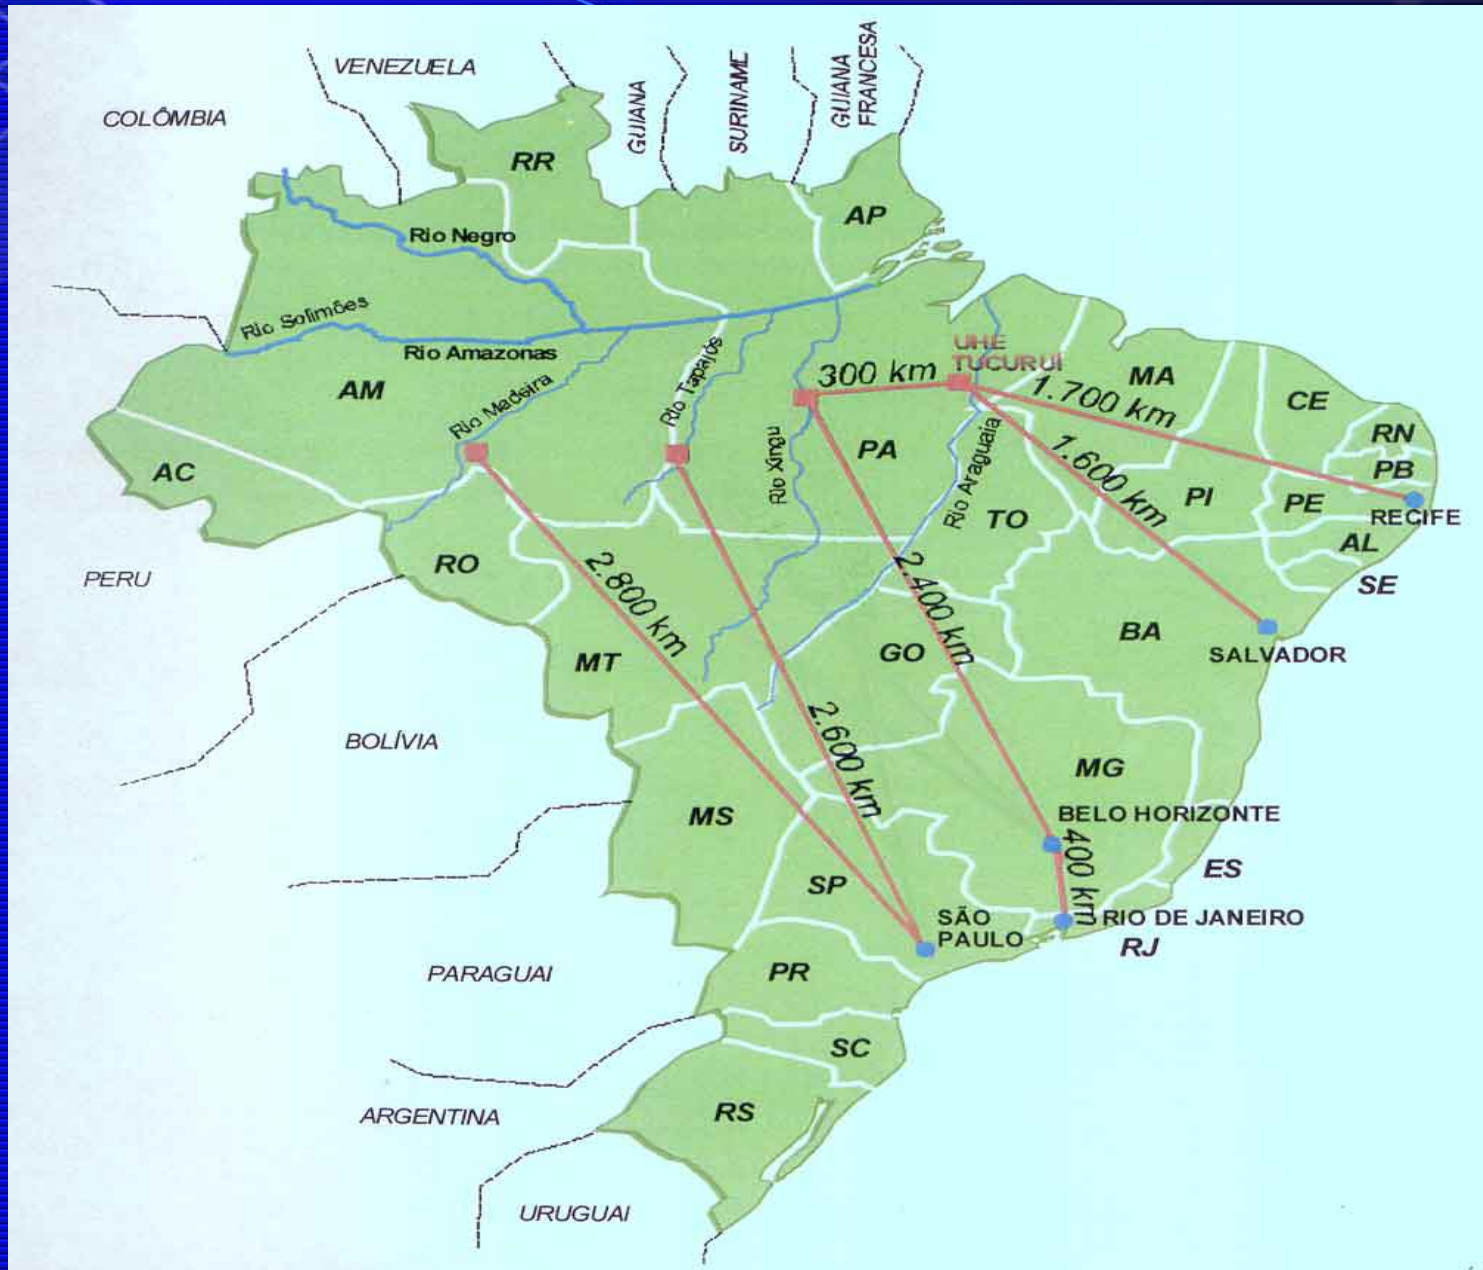 VENEZUELA
COLÔMBIA
GUIANA
SURINAME
GUIANA
FRANCESA
RR
AP
Rio Negro
Rio Solimões
Rio Amazonas
AM
Rio Madeira
Rio Tapajós
Rio Xingu
Rio Araguaia
UHE
TUCURUÍ
300 km
1.700 km
1.600 km
MA
CE
RN
PB
PA
PI
PE
RECIFE
AC
TO
AL
SE
PERU
RO
2.800 km
2.400 km
BA
MT
GO
SALVADOR
2.600 km
BOLÍVIA
MG
MS
BELO HORIZONTE
400 km
ES
SP
SÃO
PAULO
RIO DE JANEIRO
RJ
PARAGUAI
PR
SC
ARGENTINA
RS
URUGUAI